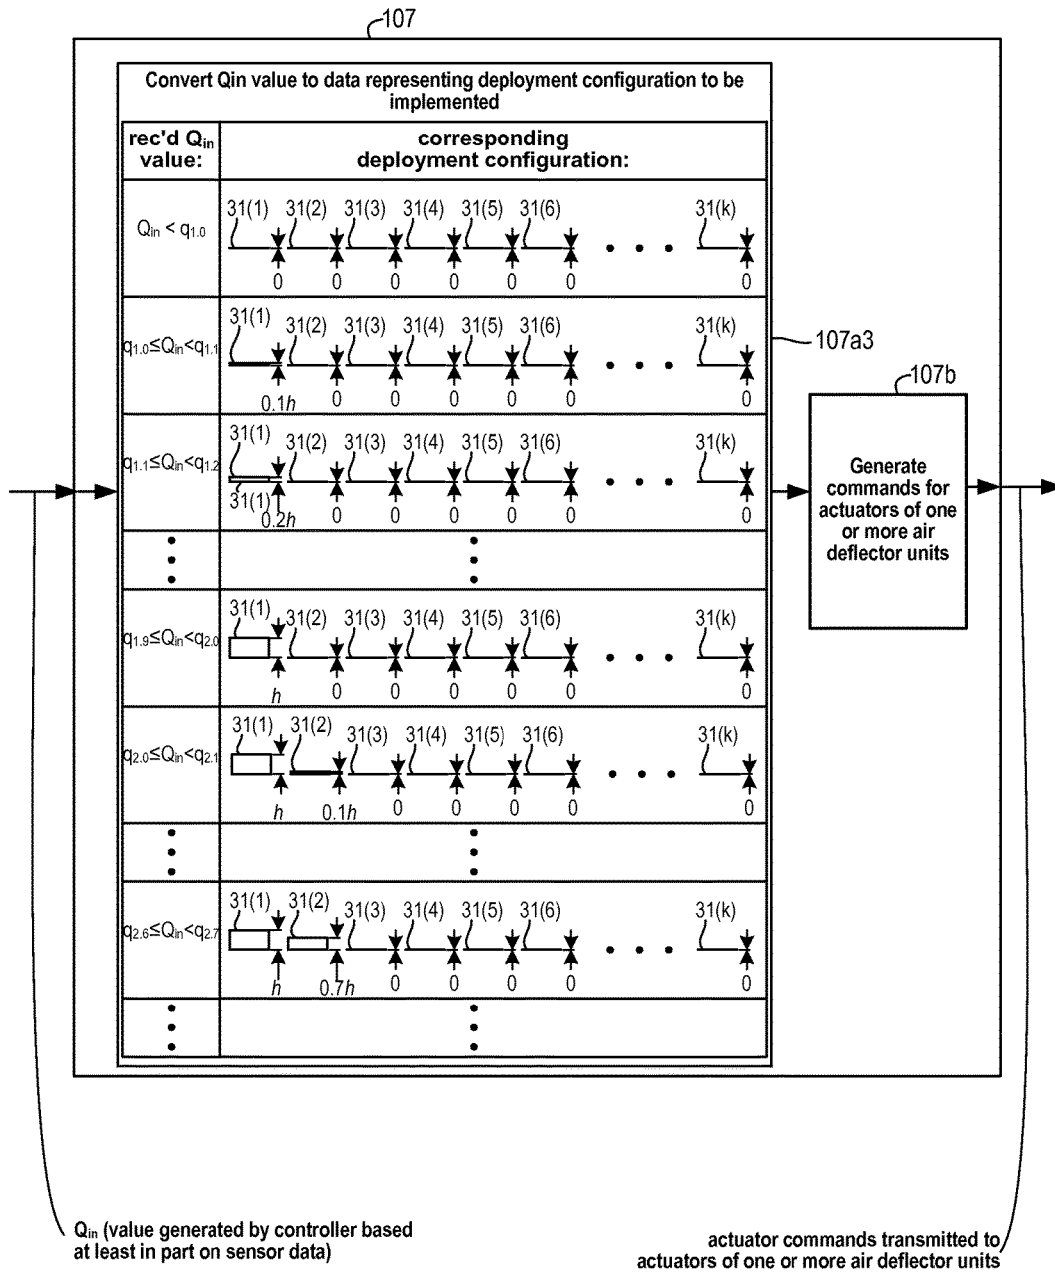 107
Convert Qin value to data representing deployment configuration to be
implemented
rec'd Qin
value:
corresponding
deployment configuration:
Qin < q1.0
31(1) 31(2) 31(3) 31(4) 31(5) 31(6) 31(k)
0 0 0 0 0 0 0
q1.0≤Qin<q1.1
31(1) 31(2) 31(3) 31(4) 31(5) 31(6) 31(k)
0.1h 0 0 0 0 0 0
107a3
q1.1≤Qin<q1.2
31(1) 31(2) 31(3) 31(4) 31(5) 31(6) 31(k)
31(1)
0.2h 0 0 0 0 0 0
107b
Generate
commands for
actuators of one
or more air
deflector units
q1.9≤Qin<q2.0
31(1) 31(2) 31(3) 31(4) 31(5) 31(6) 31(k)
h 0 0 0 0 0 0
q2.0≤Qin<q2.1
31(1) 31(2) 31(3) 31(4) 31(5) 31(6) 31(k)
h 0.1h 0 0 0 0 0
q2.6≤Qin<q2.7
31(1) 31(2) 31(3) 31(4) 31(5) 31(6) 31(k)
h 0.7h 0 0 0 0 0
Qin (value generated by controller based
at least in part on sensor data)
actuator commands transmitted to
actuators of one or more air deflector units